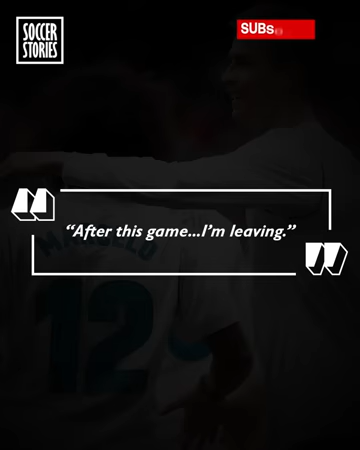 SOCCER
STORIES
SUBs
“After this game...I’m leaving.”
MARCELO
12